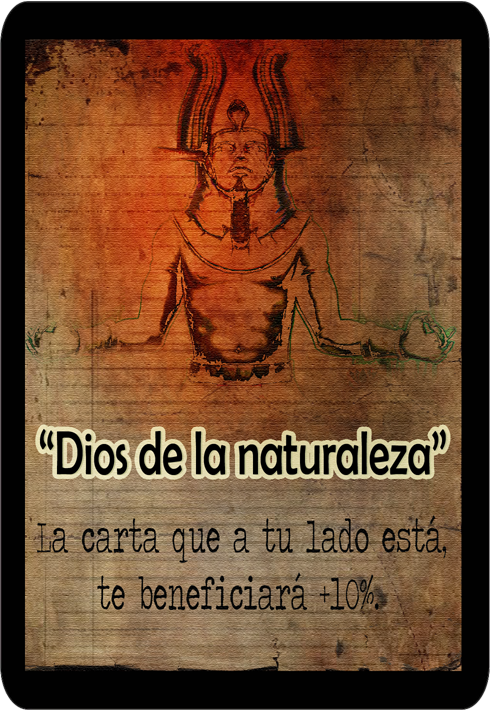 “Dios de la naturaleza”
La carta que a tu lado está,
te beneficiará +10%.